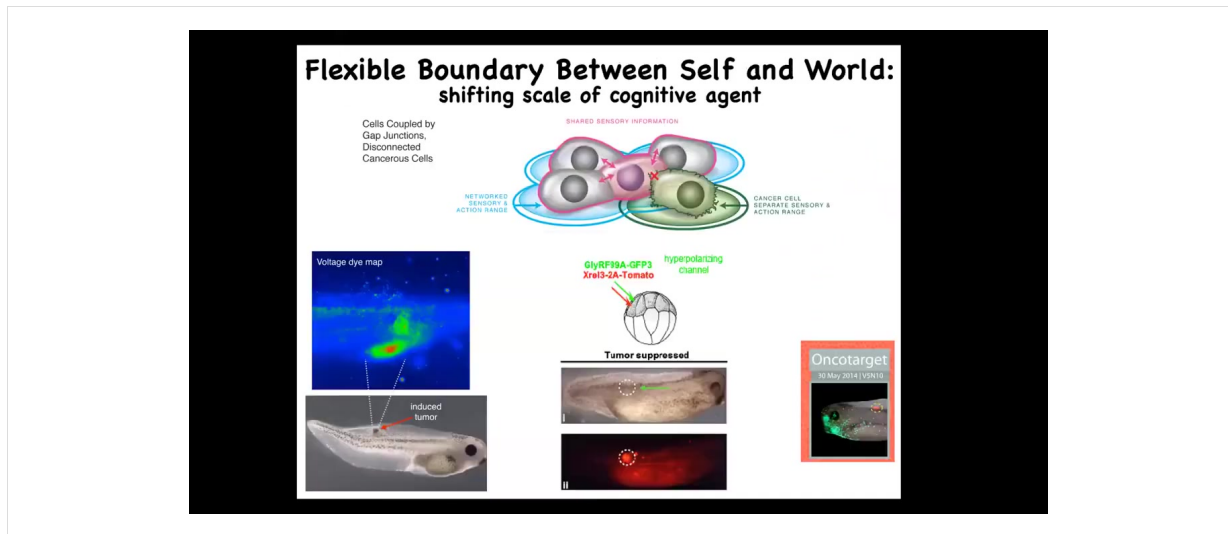 Flexible Boundary Between Self and World:
shifting scale of cognitive agent
Cells Coupled by
Gap Junctions,
Disconnected
Cancerous Cells
SHARED SENSORY INFORMATION
NETWORKED
SENSORY &
ACTION RANGE
CANCER CELL
SEPARATE SENSORY &
ACTION RANGE
Voltage dye map
induced
tumor
GlyRF99A-GFP3
Xrel3-2A-Tomato
hyperpolarizing
channel
Tumor suppressed
i
ii
Oncotarget
30 May 2014 | V5N10